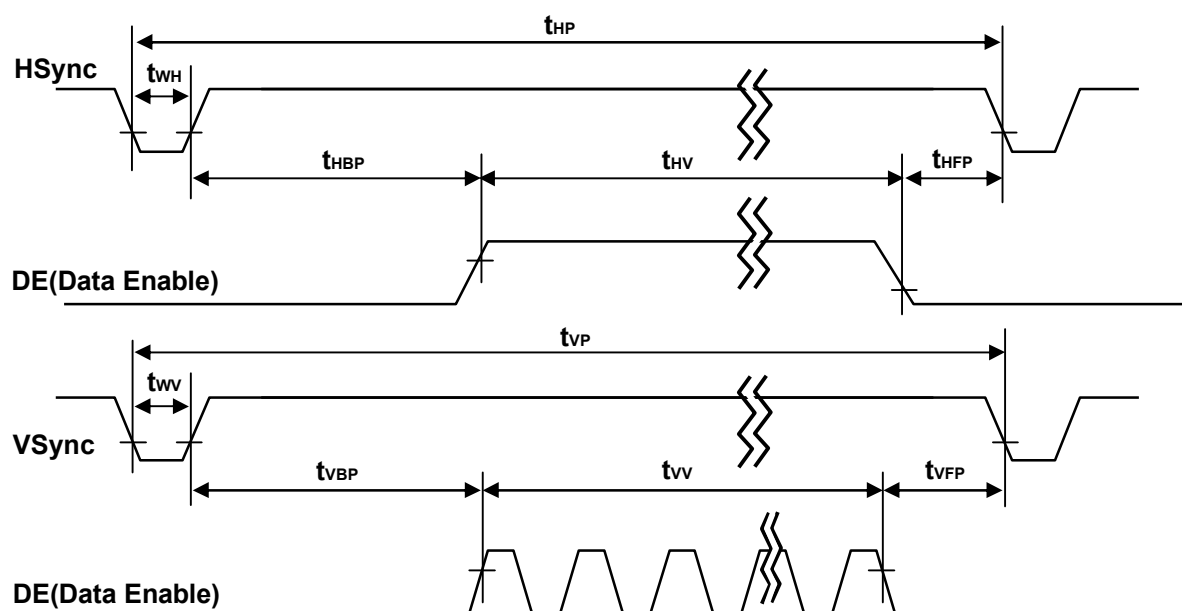 tHP
HSync
tWH
tHBP
tHV
tHFP
DE(Data Enable)
tVP
tWV
VSync
tVBP
tVV
tVFP
DE(Data Enable)